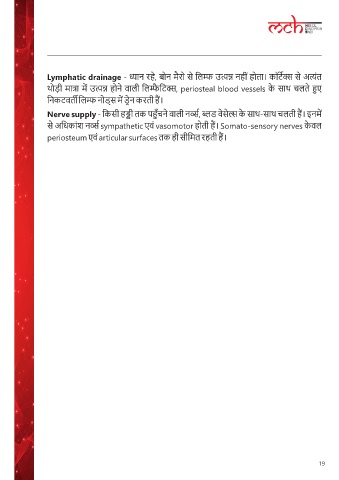 mch
Lymphatic drainage - ध्यान रहे, बोन मैरो से लिम्फ उत्पन्न नहीं होता। कॉर्टेक्स से अत्यंत
थोड़ी मात्रा में उत्पन्न होने वाली लिम्फैटिक्स, periosteal blood vessels के साथ चलते हुए
निकटवर्ती लिम्फ नोड्स में ड्रेन करती हैं।
Nerve supply - किसी हड्डी तक पहुँचने वाली नर्व्स, ब्लड वेसेल्स के साथ-साथ चलती हैं। इनमें
से अधिकांश नर्व्स sympathetic एवं vasomotor होती हैं। Somato-sensory nerves केवल
periosteum एवं articular surfaces तक ही सीमित रहती हैं।
19